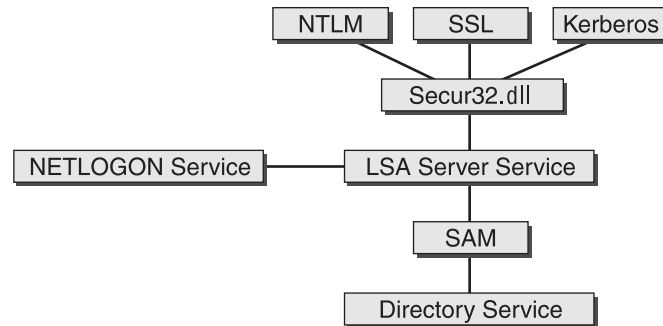 NTLM
SSL
Kerberos
Secur32.dll
NETLOGON Service
LSA Server Service
SAM
Directory Service